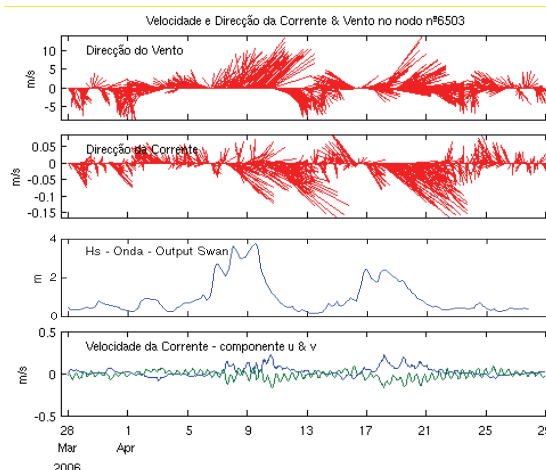 Velocidade e Direcção da Corrente & Vento no nodo nº6503
Direcção do Vento
10
5
0
-5
m/s
Direcção da Corrente
0.05
0
-0.05
-0.1
-0.15
m/s
Hs - Onda - Output Swan
4
2
0
m
Velocidade da Corrente - componente u & v
0.5
0
-0.5
m/s
28 1 5 9 13 17 21 25 29
Mar Apr
2006